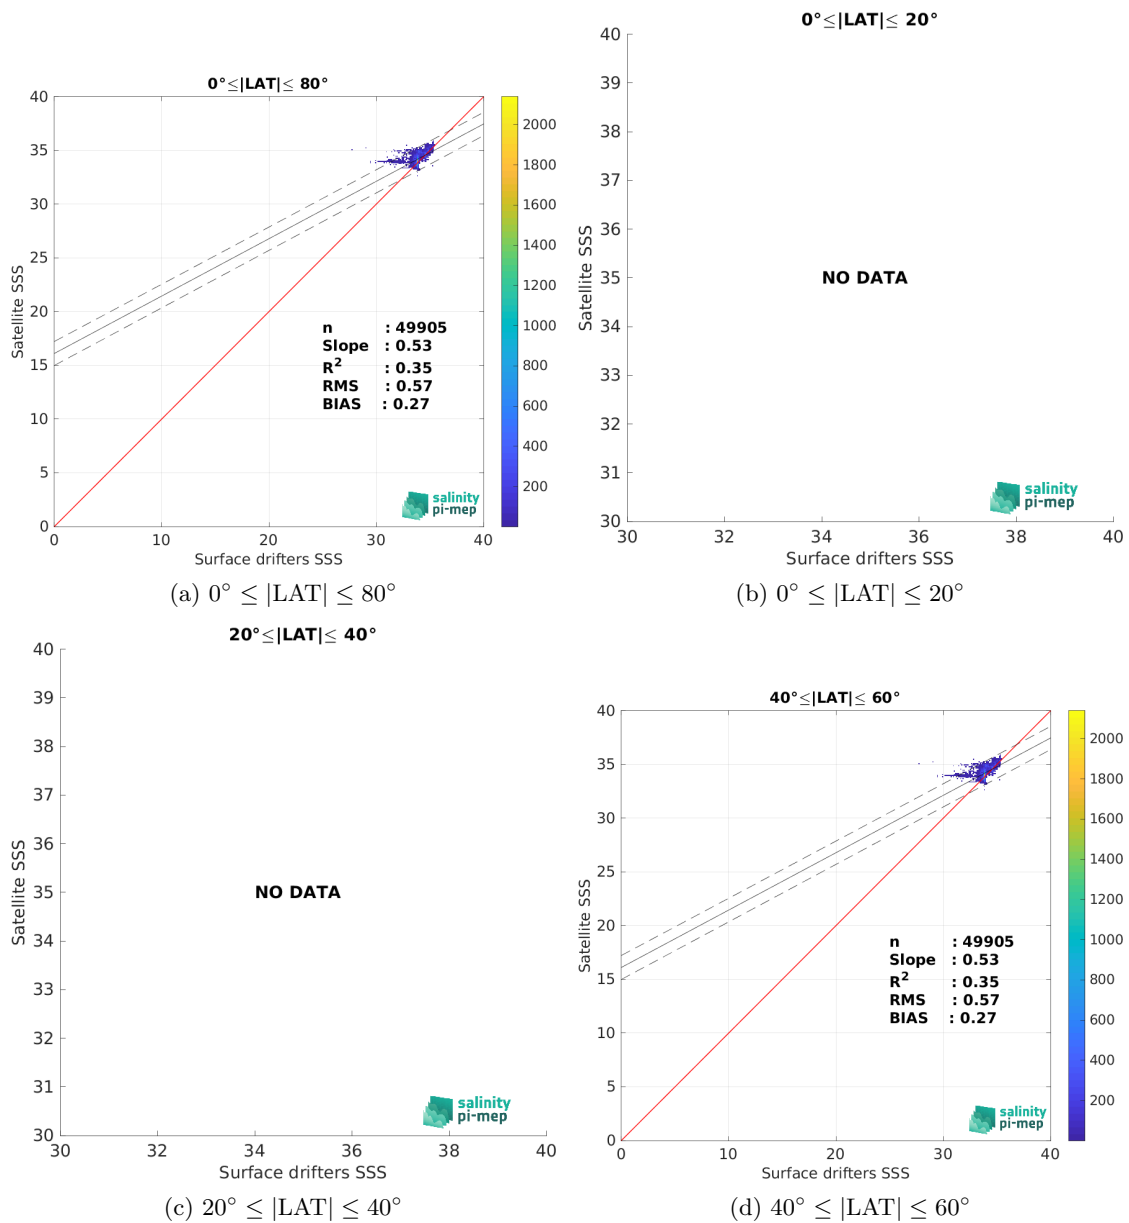 0°≤|LAT|≤ 80°
40
35
30
25
20
15
10
5
0
Satellite SSS
0
10
20
30
40
Surface drifters SSS
2000
1800
1600
1400
1200
1000
800
600
400
200
n : 49905
Slope : 0.53
R² : 0.35
RMS : 0.57
BIAS : 0.27
salinity
pi-mep
(a) 0° ≤ |LAT| ≤ 80°
0°≤|LAT|≤ 20°
40
39
38
37
36
35
34
33
32
31
30
Satellite SSS
NO DATA
30
32
34
36
38
40
Surface drifters SSS
salinity
pi-mep
(b) 0° ≤ |LAT| ≤ 20°
20°≤|LAT|≤ 40°
40
39
38
37
36
35
34
33
32
31
30
Satellite SSS
NO DATA
30
32
34
36
38
40
Surface drifters SSS
salinity
pi-mep
(c) 20° ≤ |LAT| ≤ 40°
40°≤|LAT|≤ 60°
40
35
30
25
20
15
10
5
0
Satellite SSS
0
10
20
30
40
Surface drifters SSS
2000
1800
1600
1400
1200
1000
800
600
400
200
n : 49905
Slope : 0.53
R² : 0.35
RMS : 0.57
BIAS : 0.27
salinity
pi-mep
(d) 40° ≤ |LAT| ≤ 60°